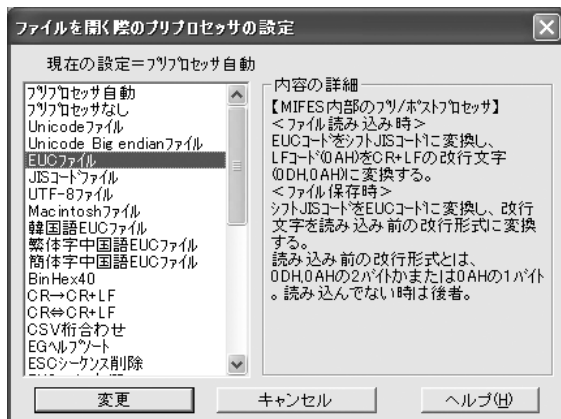 ファイルを開く際のプリプロセッサの設定
現在の設定=プリプロセッサ自動
プリプロセッサ自動
プリプロセッサなし
Unicodeファイル
Unicode Big endianファイル
EUCファイル
JISコードファイル
UTF-8ファイル
Macintoshファイル
韓国語EUCファイル
繁体字中国語EUCファイル
簡体字中国語EUCファイル
BinHex40
CR→CR+LF
CR⇔CR+LF
CSV桁合わせ
EGヘルプソート
ESCシーケンス削除
内容の詳細
【MIFES内部のプリ/ポストプロセッサ】
<ファイル読み込み時>
EUCコードをシフトJISコードに変換し、
LFコード(0AH)をCR+LFの改行文字
(0DH,0AH)に変換する。
<ファイル保存時>
シフトJISコードをEUCコードに変換し、改行
文字を読み込み前の改行形式に変換
する。
読み込み前の改行形式とは、
0DH,0AHの2バイトかまたは0AHの1バイト
。読み込んでない時は後者。
変更
キャンセル
ヘルプ(H)